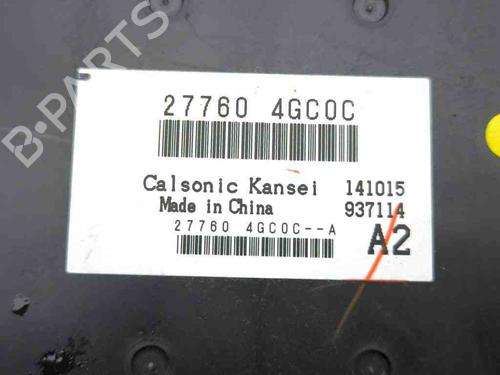 B-PARTS
27760 4GC0C
Calsonic Kansei 141015
Made in China 937114
27760 4GC0C--A
A2